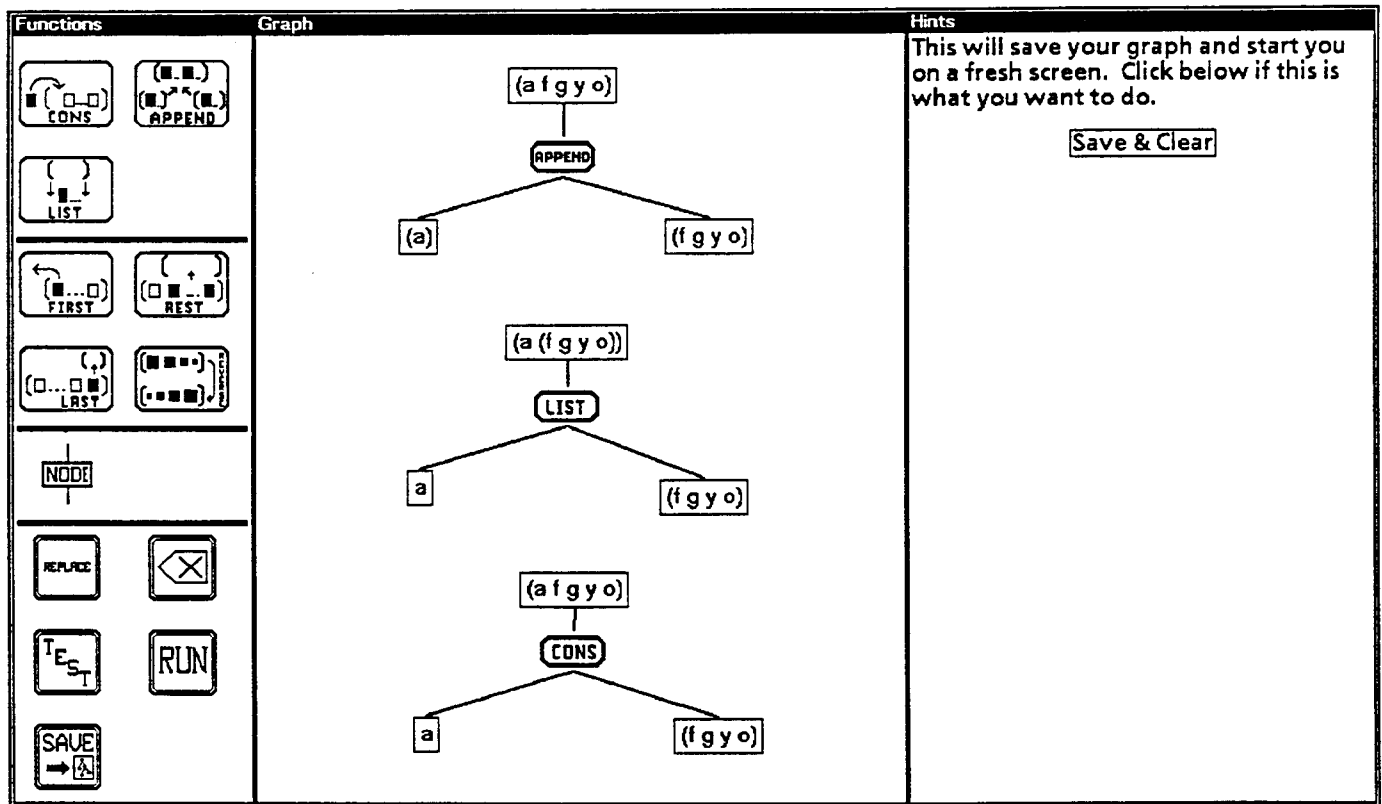 Functions
Graph
Hints
CONS
APPEND
LIST
FIRST
REST
LAST
NODE
REPLACE
TEST
RUN
SAVE
(a f g y o)
APPEND
(a)
(f g y o)
(a (f g y o))
LIST
a
(f g y o)
(a f g y o)
CONS
a
(f g y o)
This will save your graph and start you
on a fresh screen. Click below if this is
what you want to do.
Save & Clear